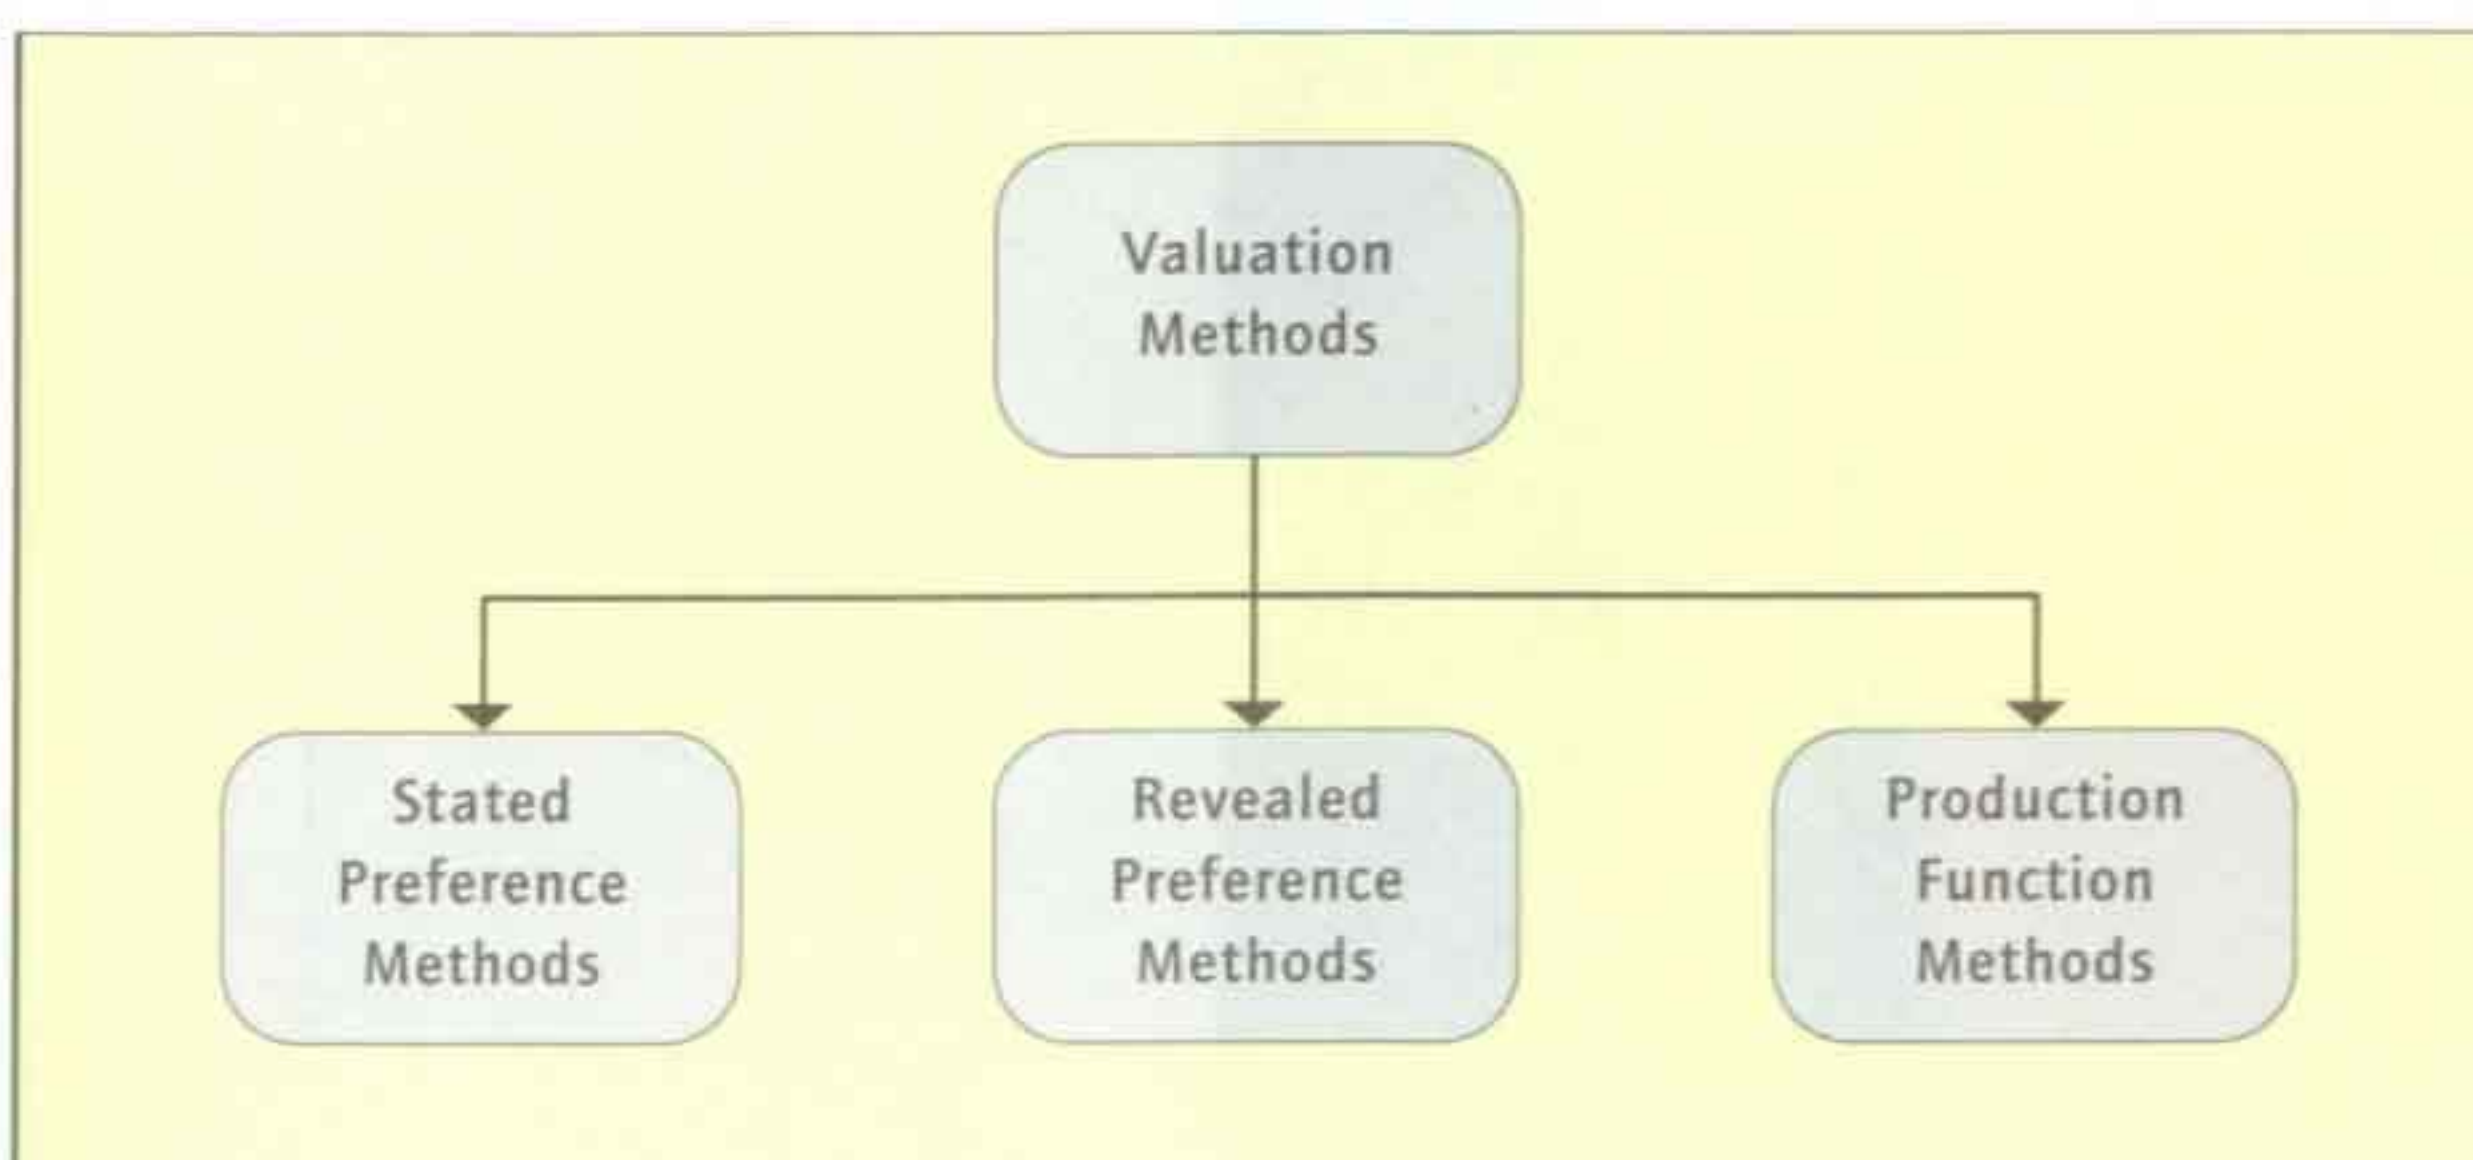 Valuation
Methods
Stated
Preference
Methods
Revealed
Preference
Methods
Production
Function
Methods